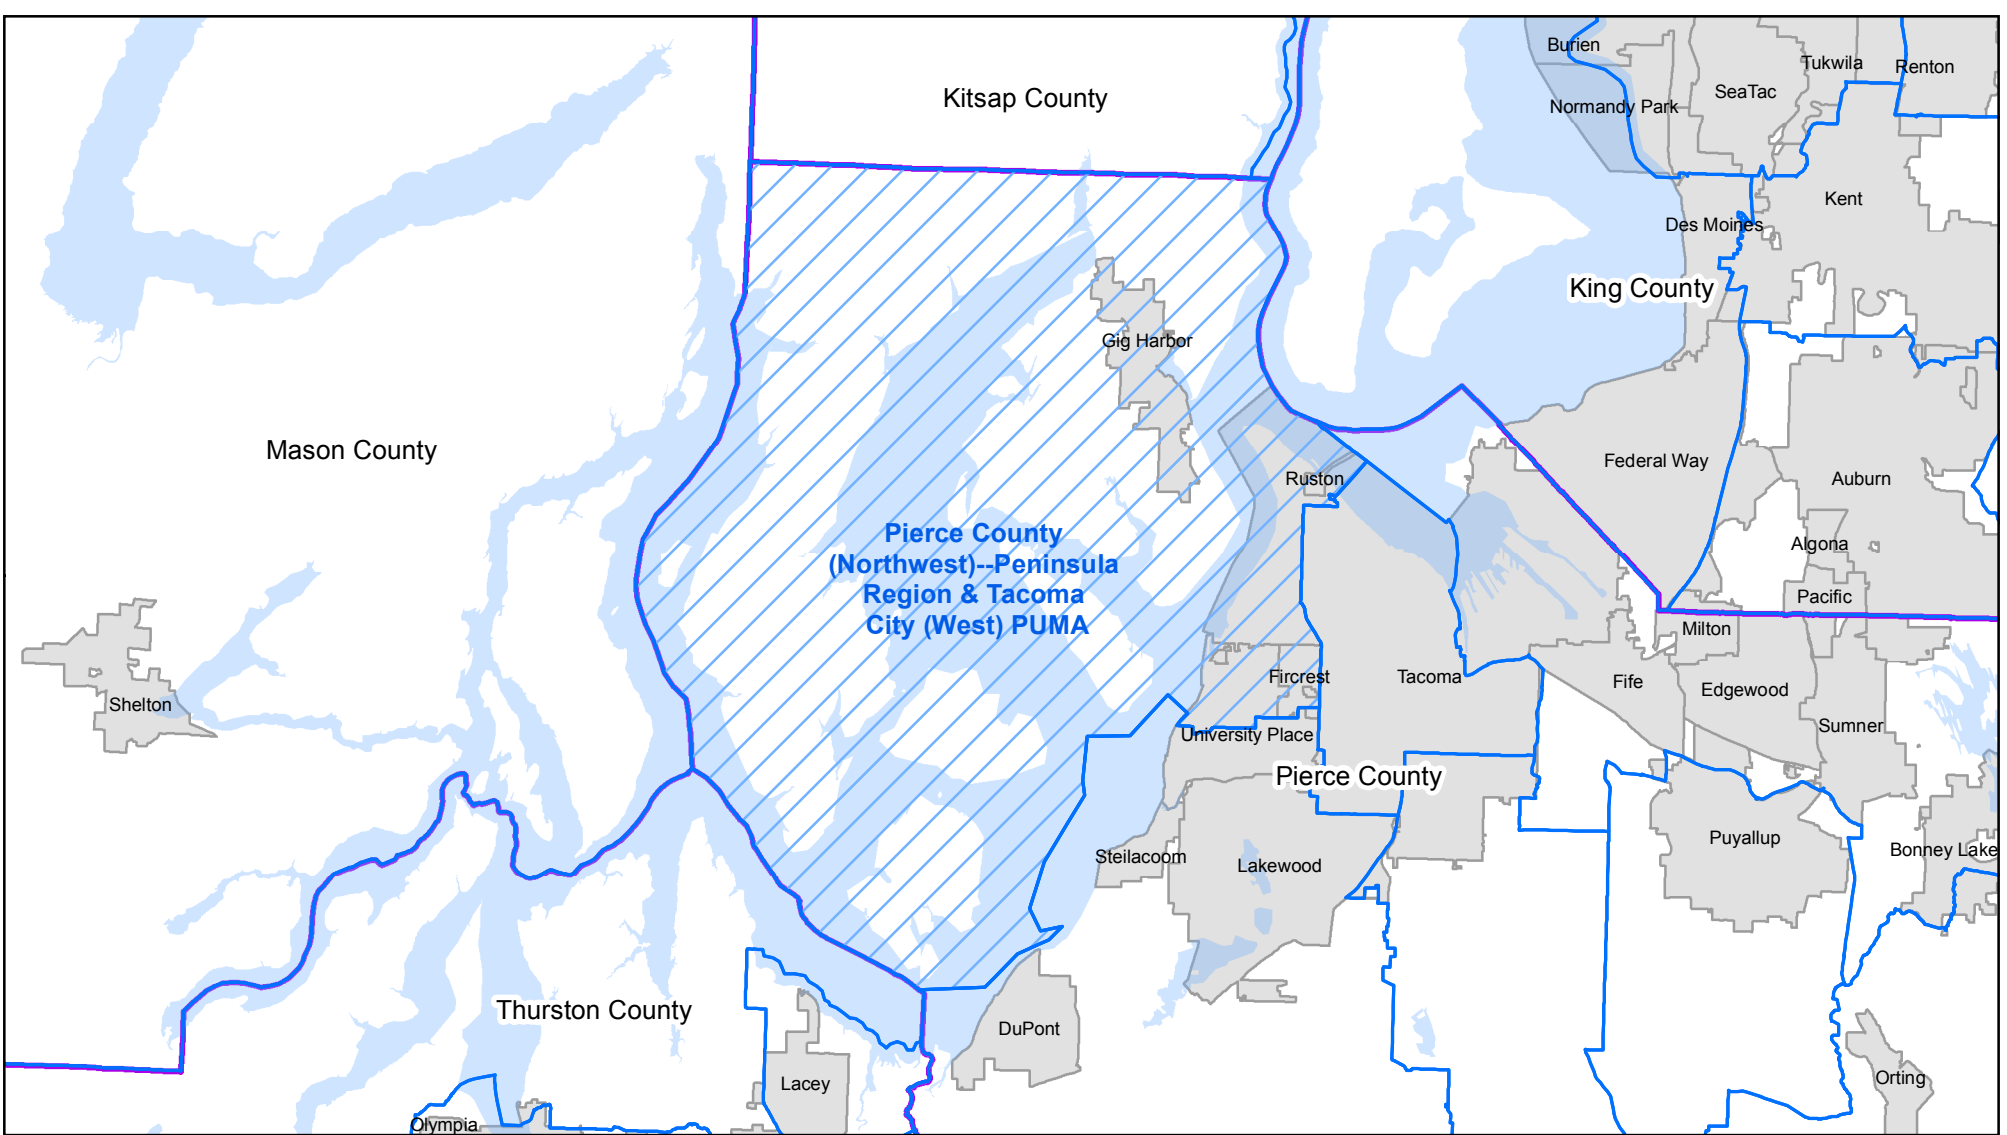 Burien
Tukwila
Renton
Kitsap County
SeaTac
Normandy Park
Kent
Des Moines
King County
Gig Harbor
Mason County
Federal Way
Auburn
Ruston
Pierce County
(Northwest)--Peninsula
Region & Tacoma
City (West) PUMA
Algona
Pacific
Milton
Fircrest
Tacoma
Fife
Edgewood
Shelton
Sumner
University Place
Pierce County
Puyallup
Bonney Lake
Steilacoom
Lakewood
Thurston County
DuPont
Orting
Lacey
Olympia